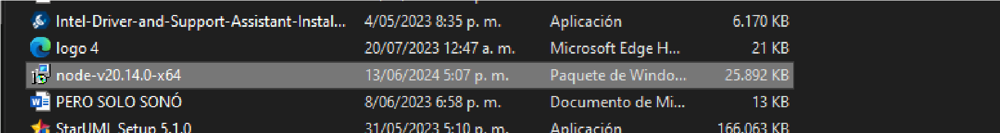 Intel-Driver-and-Support-Assistant-Instal... 4/05/2023 8:35 p. m. Aplicación 6.170 KB
logo 4 20/07/2023 12:47 a. m. Microsoft Edge H... 21 KB
node-v20.14.0-x64 13/06/2024 5:07 p. m. Paquete de Windo... 25.892 KB
PERO SOLO SONÓ 8/06/2023 6:58 p. m. Documento de Mi... 13 KB
StarUML Setup 5.1.0 31/05/2023 5:10 p. m. Aplicación 166.063 KB